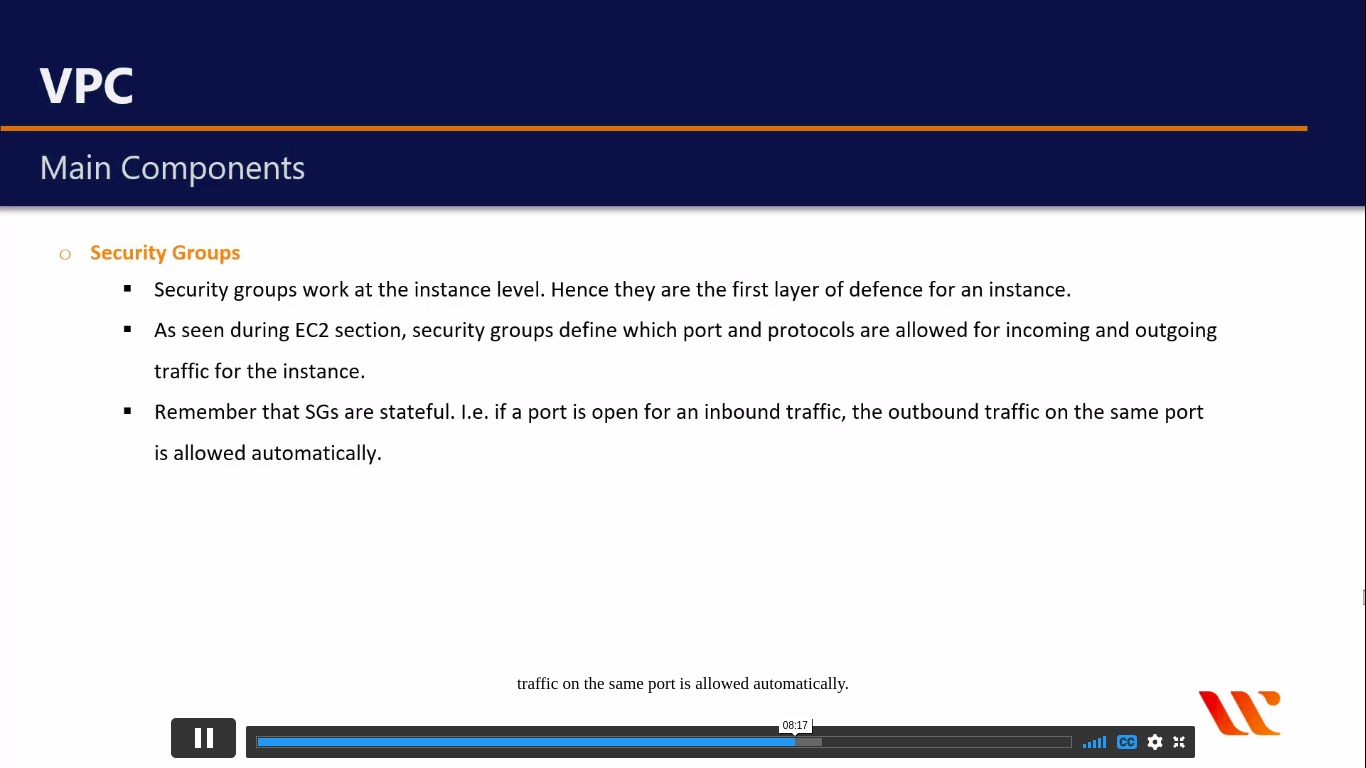 VPC
Main Components
Security Groups
Security groups work at the instance level. Hence they are the first layer of defence for an instance.
As seen during EC2 section, security groups define which port and protocols are allowed for incoming and outgoing
traffic for the instance.
Remember that SGs are stateful. I.e. if a port is open for an inbound traffic, the outbound traffic on the same port
is allowed automatically.
traffic on the same port is allowed automatically.
08:17
CC